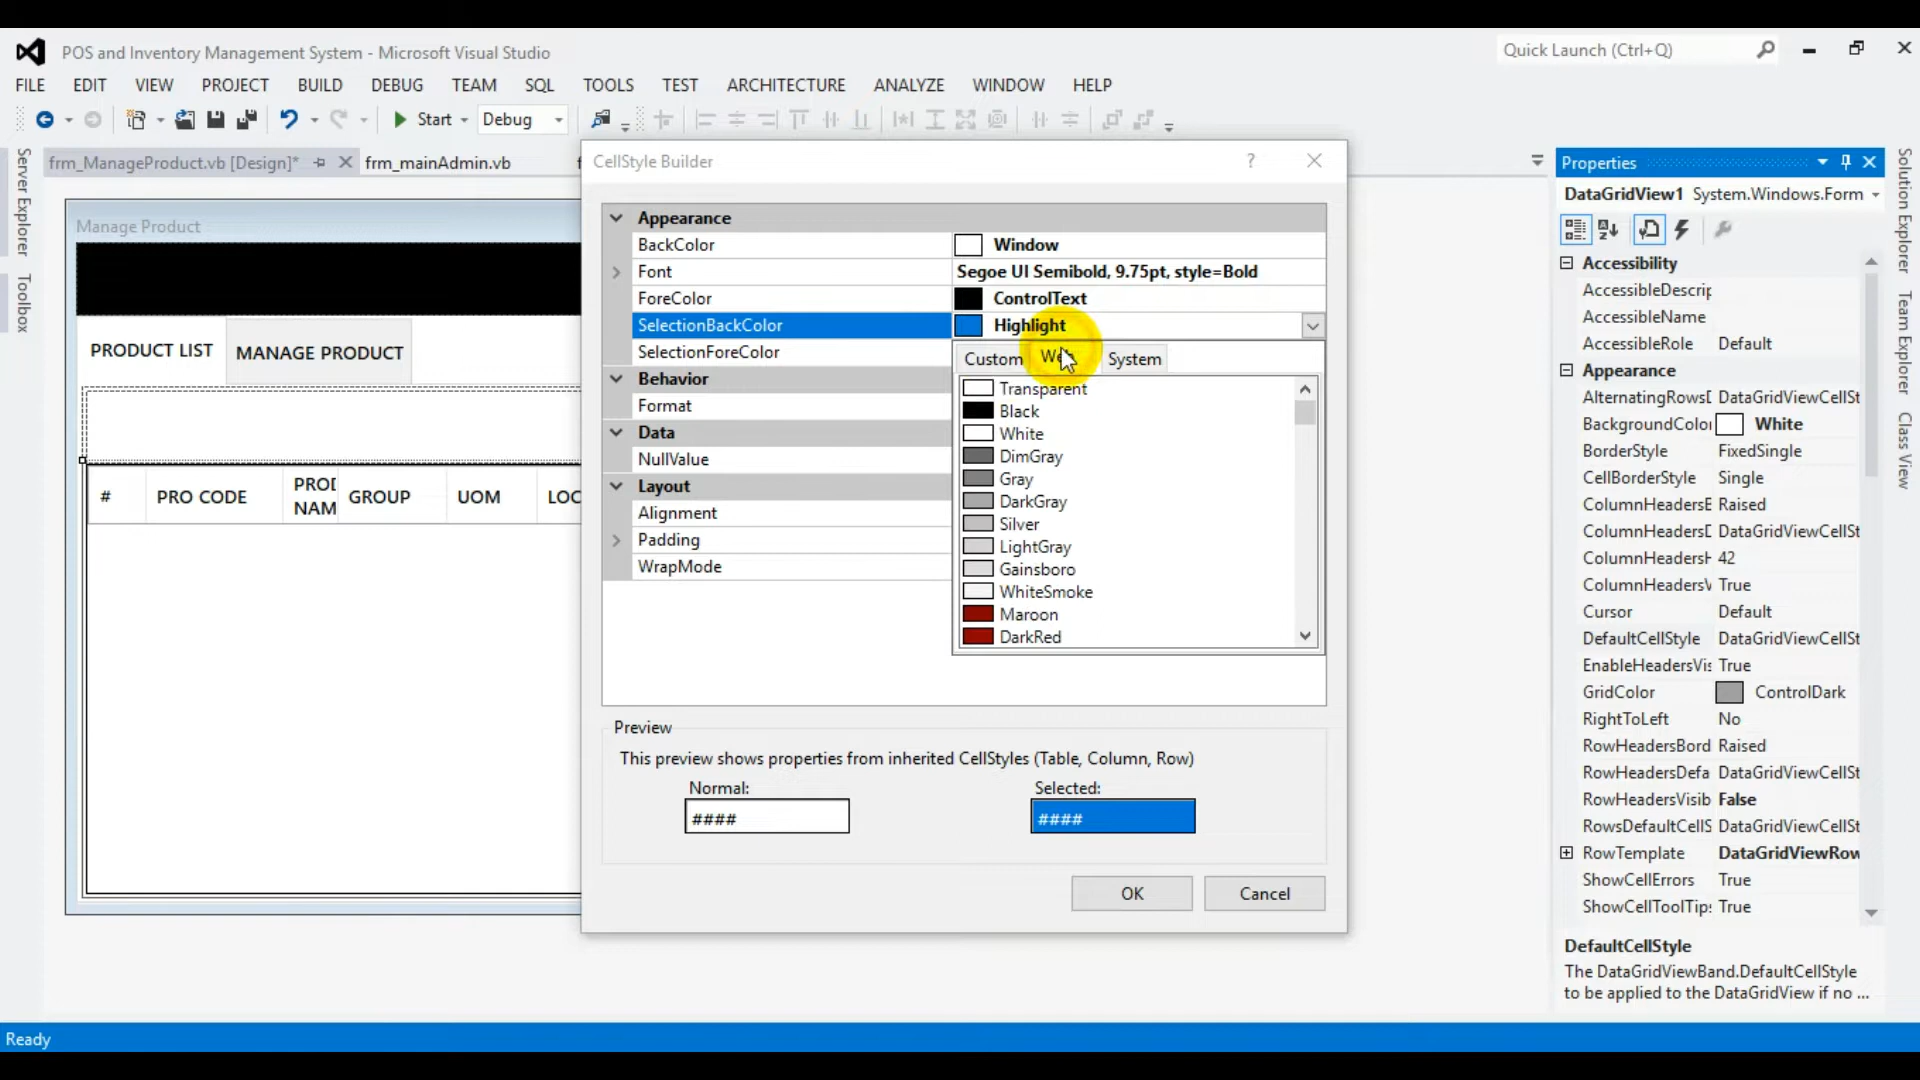 POS and Inventory Management System - Microsoft Visual Studio
Quick Launch (Ctrl+Q)
FILE EDIT VIEW PROJECT BUILD DEBUG TEAM SQL TOOLS TEST ARCHITECTURE ANALYZE WINDOW HELP
Start Debug
Server Explorer
Toolbox
frm_ManageProduct.vb [Design]* frm_mainAdmin.vb
Manage Product
PRODUCT LIST MANAGE PRODUCT
# PRO CODE PROD NAM GROUP UOM LOC
CellStyle Builder
Appearance
BackColor Window
Font Segoe UI Semibold, 9.75pt, style=Bold
ForeColor ControlText
SelectionBackColor Highlight
SelectionForeColor
Behavior
Format
Data
NullValue
Layout
Alignment
Padding
WrapMode
Custom Web System
Transparent
Black
White
DimGray
Gray
DarkGray
Silver
LightGray
Gainsboro
WhiteSmoke
Maroon
DarkRed
Preview
This preview shows properties from inherited CellStyles (Table, Column, Row)
Normal: Selected:
#### ####
OK Cancel
Properties
DataGridView1 System.Windows.Form
Accessibility
AccessibleDescrip
AccessibleName
AccessibleRole Default
Appearance
AlternatingRowsD DataGridViewCellSt
BackgroundColor White
BorderStyle FixedSingle
CellBorderStyle Single
ColumnHeadersB Raised
ColumnHeadersD DataGridViewCellSt
ColumnHeadersH 42
ColumnHeadersV True
Cursor Default
DefaultCellStyle DataGridViewCellSt
EnableHeadersVis True
GridColor ControlDark
RightToLeft No
RowHeadersBord Raised
RowHeadersDefa DataGridViewCellSt
RowHeadersVisib False
RowsDefaultCellS DataGridViewCellSt
RowTemplate DataGridViewRow
ShowCellErrors True
ShowCellToolTip: True
DefaultCellStyle
The DataGridViewBand.DefaultCellStyle
to be applied to the DataGridView if no ...
Solution Explorer
Team Explorer
Class View
Ready